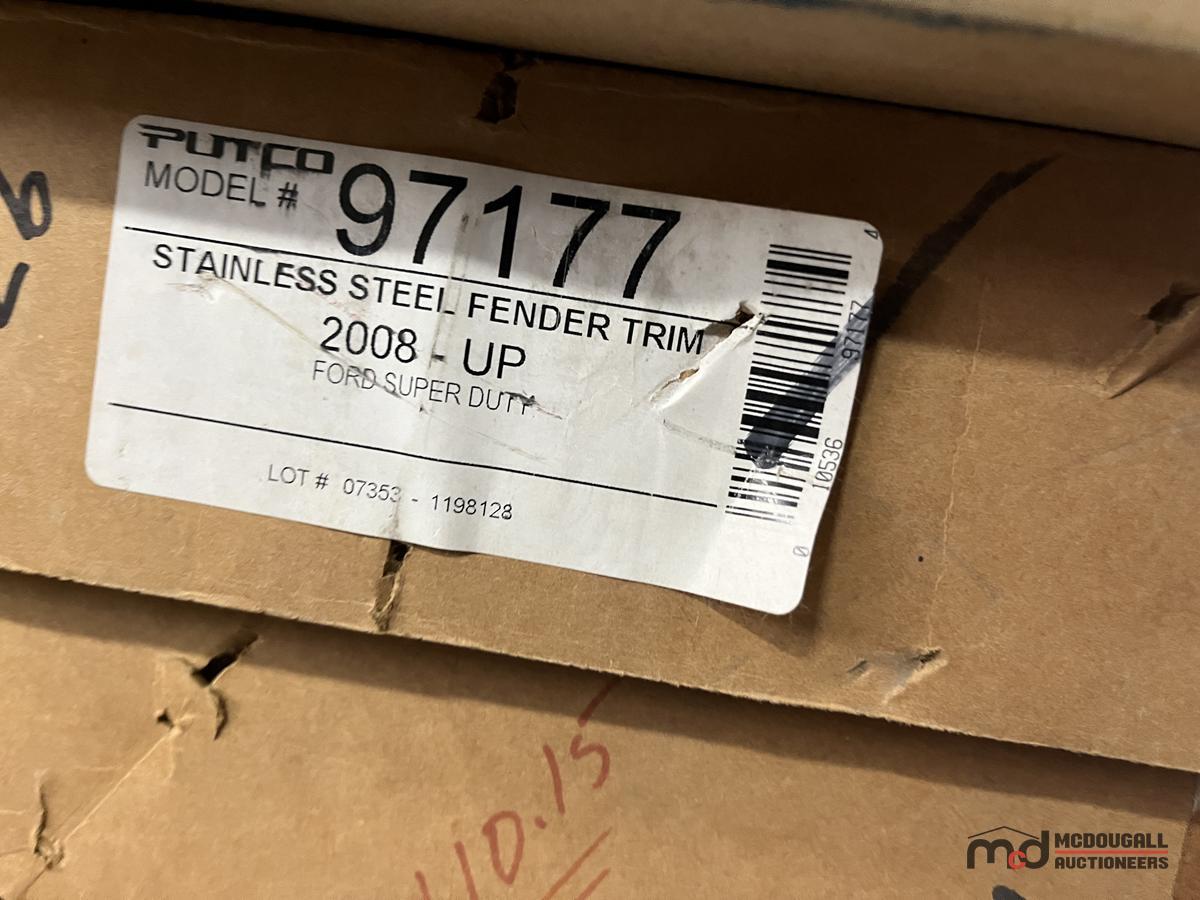 PUTCO
MODEL # 97177
STAINLESS STEEL FENDER TRIM
2008 - UP
FORD SUPER DUTY
LOT # 07353 - 1198128
0 10536 97177 4
10.15
mcd MCDOUGALL
AUCTIONEERS